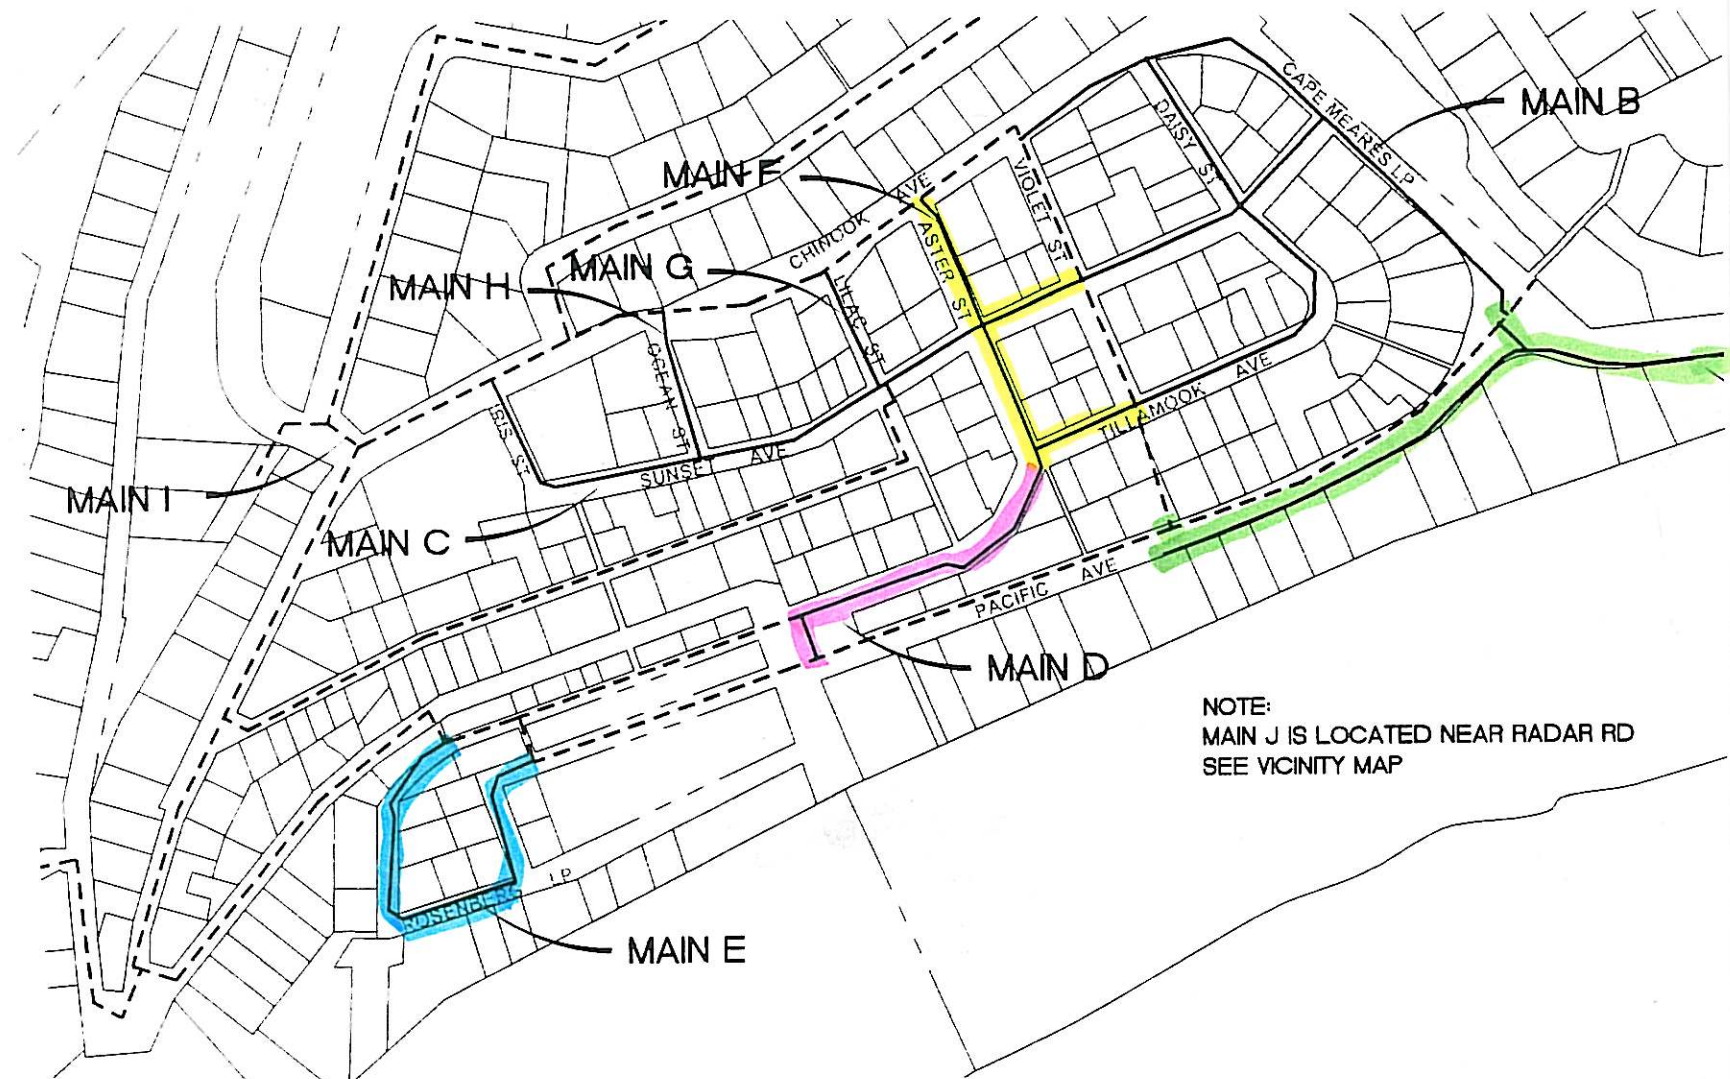 CAPE MEARES LP
MAIN B
DAISY ST
MAIN F
AVE
VIOLET ST
CHINOOK
ASTER ST
MAIN G
MAIN H
LILAC ST
OCEAN ST
TILLAMOOK AVE
IRIS ST
SUNSET AVE
MAIN I
MAIN C
PACIFIC AVE
MAIN D
NOTE:
MAIN J IS LOCATED NEAR RADAR RD
SEE VICINITY MAP
ROSENBERG LP
MAIN E